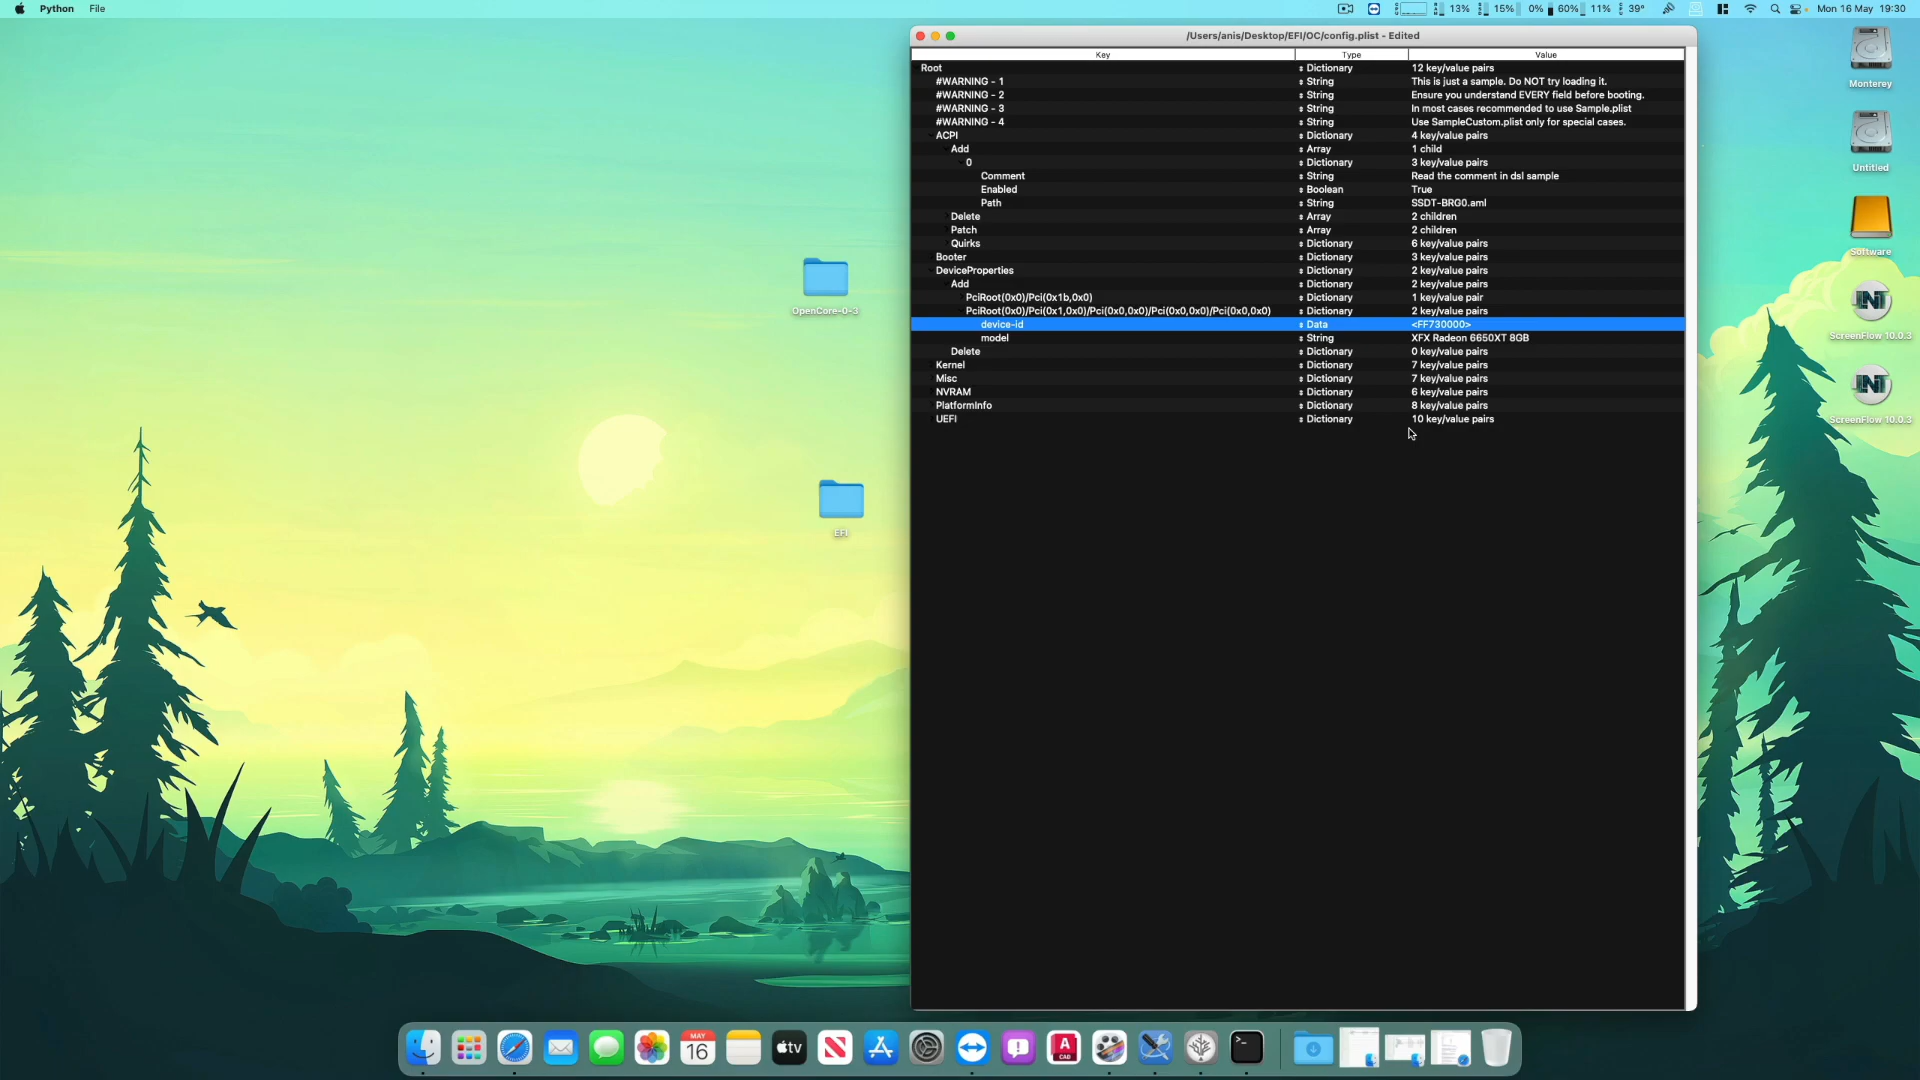 Python File 13% 15% 0% 60% 11% 39° Mon 16 May 19:30
/Users/anis/Desktop/EFI/OC/config.plist - Edited
Key Type Value
Root Dictionary 12 key/value pairs
#WARNING - 1 String This is just a sample. Do NOT try loading it.
#WARNING - 2 String Ensure you understand EVERY field before booting.
#WARNING - 3 String In most cases recommended to use Sample.plist
#WARNING - 4 String Use SampleCustom.plist only for special cases.
ACPI Dictionary 4 key/value pairs
Add Array 1 child
0 Dictionary 3 key/value pairs
Comment String Read the comment in dsl sample
Enabled Boolean True
Path String SSDT-BRG0.aml
Delete Array 2 children
Patch Array 2 children
Quirks Dictionary 6 key/value pairs
Booter Dictionary 3 key/value pairs
DeviceProperties Dictionary 2 key/value pairs
Add Dictionary 2 key/value pairs
PciRoot(0x0)/Pci(0x1b,0x0) Dictionary 1 key/value pair
PciRoot(0x0)/Pci(0x1,0x0)/Pci(0x0,0x0)/Pci(0x0,0x0)/Pci(0x0,0x0) Dictionary 2 key/value pairs
device-id Data <FF730000>
model String XFX Radeon 6650XT 8GB
Delete Dictionary 0 key/value pairs
Kernel Dictionary 7 key/value pairs
Misc Dictionary 7 key/value pairs
NVRAM Dictionary 6 key/value pairs
PlatformInfo Dictionary 8 key/value pairs
UEFI Dictionary 10 key/value pairs
OpenCore-0-3
EFI
Monterey
Untitled
Software
INT
ScreenFlow 10.0.3
INT
ScreenFlow 10.0.3
MAY
16
tv
A
CAD